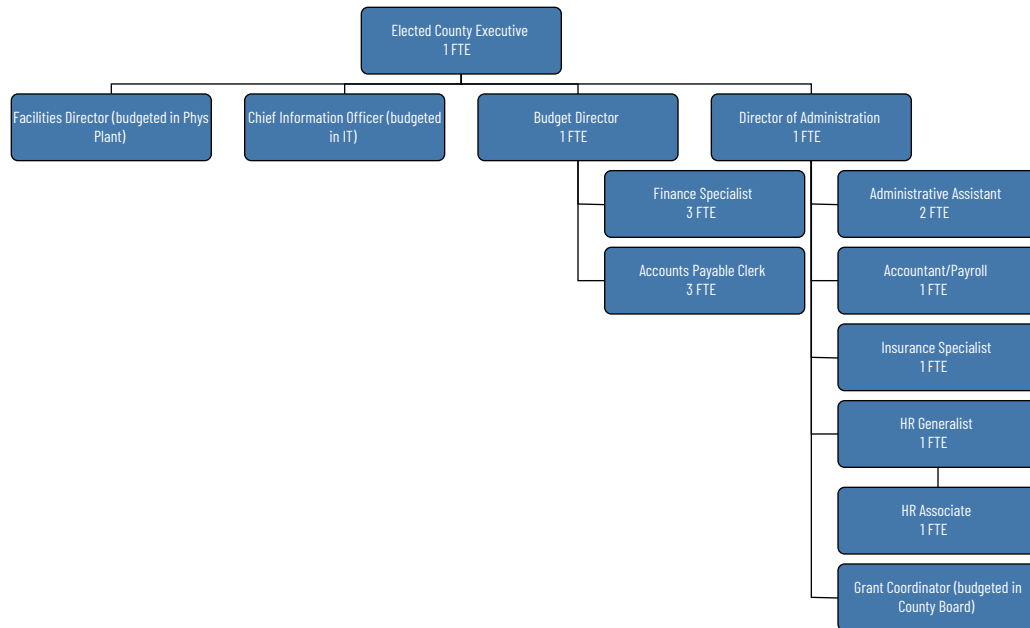 Elected County Executive
1 FTE
Facilities Director (budgeted in Phys
Plant)
Chief Information Officer (budgeted
in IT)
Budget Director
1 FTE
Director of Administration
1 FTE
Finance Specialist
3 FTE
Accounts Payable Clerk
3 FTE
Administrative Assistant
2 FTE
Accountant/Payroll
1 FTE
Insurance Specialist
1 FTE
HR Generalist
1 FTE
HR Associate
1 FTE
Grant Coordinator (budgeted in
County Board)